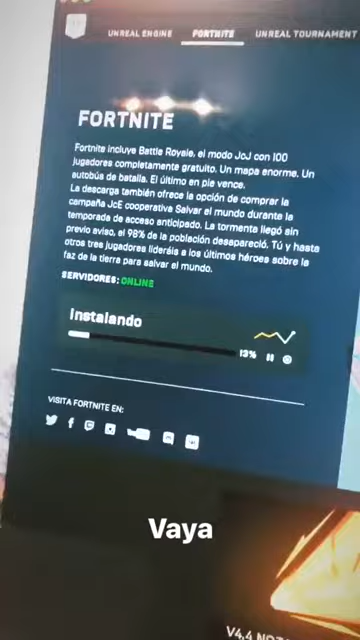 UNREAL ENGINE FORTNITE UNREAL TOURNAMENT
FORTNITE
Fortnite incluye Battle Royale, el modo JcJ con 100
jugadores completamente gratuito. Un mapa enorme. Un
autobús de batalla. El último en pie vence.
La descarga también ofrece la opción de comprar la
campaña JcE cooperativa Salvar el mundo durante la
temporada de acceso anticipado. La tormenta llegó sin
previo aviso, el 98% de la población desapareció. Tú y hasta
otros tres jugadores lideráis a los últimos héroes sobre la
faz de la tierra para salvar el mundo.
SERVIDORES: ONLINE
Instalando
13%
VISITA FORTNITE EN:
Vaya
V4.4